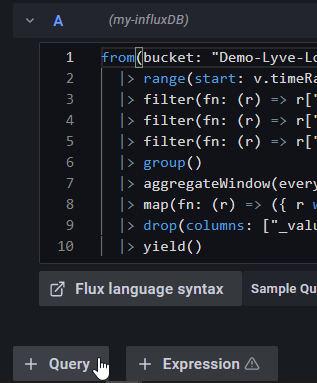 A (my-influxDB)
1 from(bucket: "Demo-Lyve-Lo
2 |> range(start: v.timeRa
3 |> filter(fn: (r) => r["
4 |> filter(fn: (r) => r["
5 |> filter(fn: (r) => r["
6 |> group()
7 |> aggregateWindow(every
8 |> map(fn: (r) => ({ r w
9 |> drop(columns: ["_valu
10 |> yield()
Flux language syntax Sample Qu
+ Query + Expression